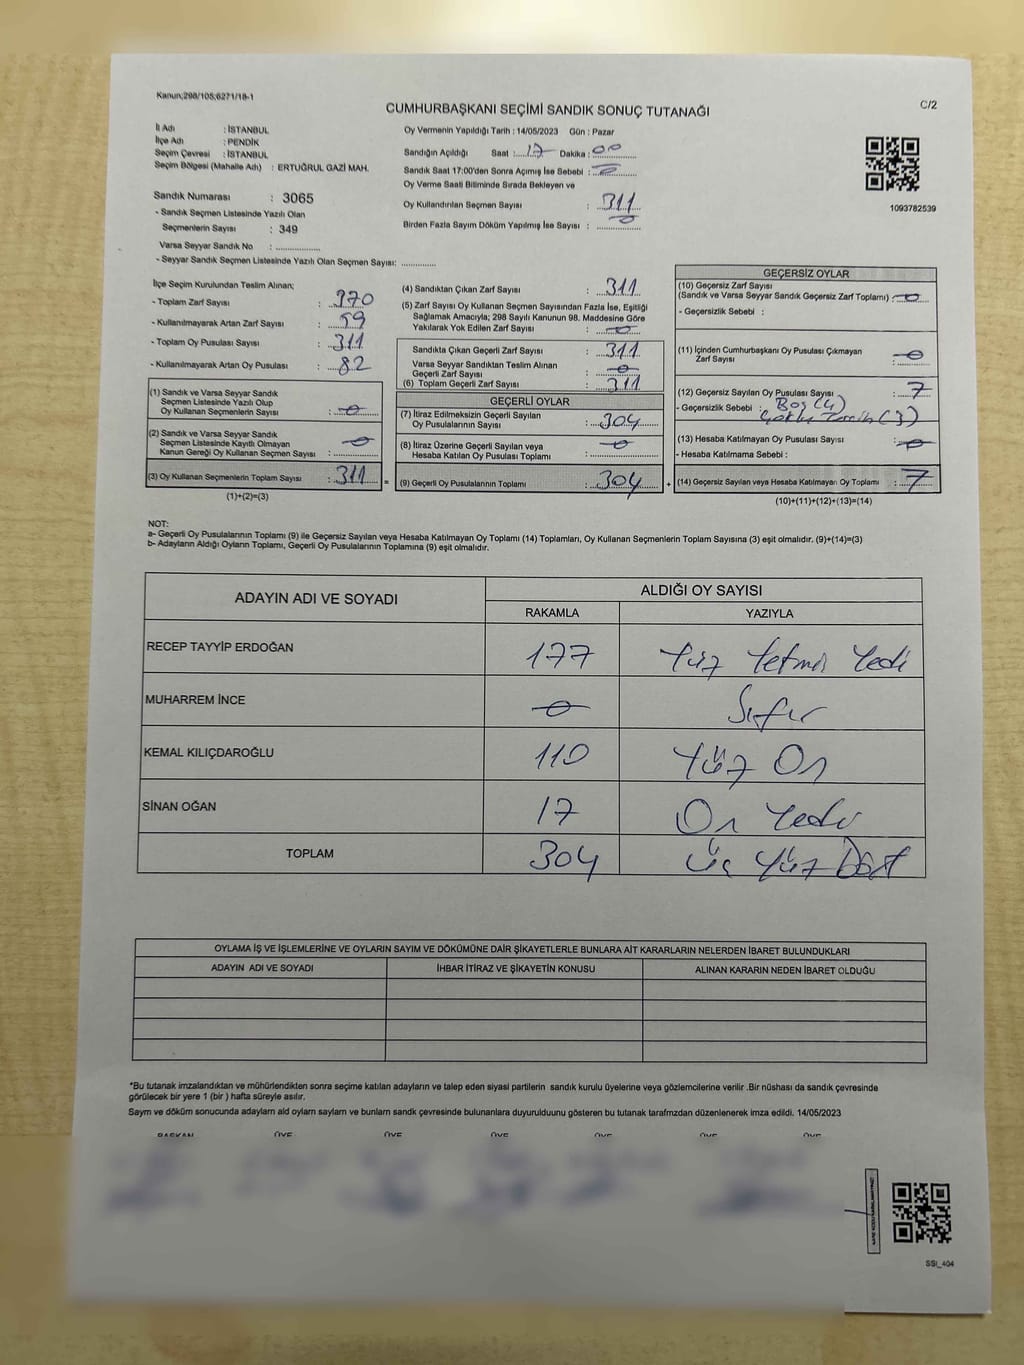 Kanun;298/105;6271/18-1
CUMHURBAŞKANI SEÇİMİ SANDIK SONUÇ TUTANAĞI
C/2
İl Adı : İSTANBUL
İlçe Adı : PENDİK
Seçim Çevresi : İSTANBUL
Seçim Bölgesi (Mahalle Adı) : ERTUĞRUL GAZİ MAH.
Sandık Numarası : 3065
- Sandık Seçmen Listesinde Yazılı Olan
Seçmenlerin Sayısı : 349
Varsa Seyyar Sandık No : ..............
- Seyyar Sandık Seçmen Listesinde Yazılı Olan Seçmen Sayısı: ............
Oy Vermenin Yapıldığı Tarih : 14/05/2023 Gün : Pazar
Sandığın Açıldığı Saat : 17 Dakika : 00
Sandık Saat 17:00'den Sonra Açımış İse Sebebi :
Oy Verme Saati Bitiminde Sırada Bekleyen ve
Oy Kullandırılan Seçmen Sayısı : 311
Birden Fazla Sayım Döküm Yapılmış İse Sayısı :
1093782539
İlçe Seçim Kurulundan Teslim Alınan;
- Toplam Zarf Sayısı : 370
- Kullanılmayarak Artan Zarf Sayısı : 59
- Toplam Oy Pusulası Sayısı : 311
- Kullanılmayarak Artan Oy Pusulası : 82
(1) Sandık ve Varsa Seyyar Sandık
Seçmen Listesinde Yazılı Olup
Oy Kullanan Seçmenlerin Sayısı : 0
(2) Sandık ve Varsa Seyyar Sandık
Seçmen Listesinde Kayıtlı Olmayan
Kanun Gereği Oy Kullanan Seçmen Sayısı : 0
(3) Oy Kullanan Seçmenlerin Toplam Sayısı : 311 =
(1)+(2)=(3)
(4) Sandıktan Çıkan Zarf Sayısı : 311
(5) Zarf Sayısı Oy Kullanan Seçmen Sayısından Fazla İse, Eşitliği
Sağlamak Amacıyla; 298 Sayılı Kanunun 98. Maddesine Göre
Yakılarak Yok Edilen Zarf Sayısı : 0
Sandıkta Çıkan Geçerli Zarf Sayısı : 311
Varsa Seyyar Sandıktan Teslim Alınan
Geçerli Zarf Sayısı : 0
(6) Toplam Geçerli Zarf Sayısı : 311
GEÇERLİ OYLAR
(7) İtiraz Edilmeksizin Geçerli Sayılan
Oy Pusulasının Sayısı : 304
(8) İtiraz Üzerine Geçerli Sayılan veya
Hesaba Katılan Oy Pusulası Toplamı : 0
(9) Geçerli Oy Pusulalarının Toplamı : 304 +
GEÇERSİZ OYLAR
(10) Geçersiz Zarf Sayısı
(Sandık ve Varsa Seyyar Sandık Geçersiz Zarf Toplamı) : 0
- Geçersizlik Sebebi :
(11) İçinden Cumhurbaşkanı Oy Pusulası Çıkmayan
Zarf Sayısı : 0
(12) Geçersiz Sayılan Oy Pusulası Sayısı : 7
- Geçersizlik Sebebi : Boş (4)
(3)
(13) Hesaba Katılmayan Oy Pusulası Sayısı : 0
- Hesaba Katılmama Sebebi :
(14) Geçersiz Sayılan veya Hesaba Katılmayan Oy Toplamı : 7
(10)+(11)+(12)+(13)=(14)
NOT:
a- Geçerli Oy Pusulalarının Toplamı (9) ile Geçersiz Sayılan veya Hesaba Katılmayan Oy Toplamı (14) Toplamları, Oy Kullanan Seçmenlerin Toplam Sayısına (3) eşit olmalıdır. (9)+(14)=(3)
b- Adayların Aldığı Oyların Toplamı, Geçerli Oy Pusulalarının Toplamına (9) eşit olmalıdır.
ADAYIN ADI VE SOYADI
ALDIĞI OY SAYISI
RAKAMLA YAZIYLA
RECEP TAYYİP ERDOĞAN 177 Yüz Yetmiş Yedi
MUHARREM İNCE 0 Sıfır
KEMAL KILIÇDAROĞLU 110 Yüz On
SİNAN OĞAN 17 On Yedi
TOPLAM 304 Üç Yüz Dört
OYLAMA İŞ VE İŞLEMLERİNE VE OYLARIN SAYIM VE DÖKÜMÜNE DAİR ŞİKAYETLERLE BUNLARA AİT KARARLARIN NELERDEN İBARET BULUNDUKLARI
ADAYIN ADI VE SOYADI İHBAR İTİRAZ VE ŞİKAYETİN KONUSU ALINAN KARARIN NEDEN İBARET OLDUĞU
*Bu tutanak imzalandıktan ve mühürlendikten sonra seçime katılan adayların ve talep eden siyasi partilerin sandık kurulu üyelerine veya gözlemcilerine verilir .Bir nüshası da sandık çevresinde
görülecek bir yere 1 (bir ) hafta süreyle asılır.
Sayım ve döküm sonucunda adaylam ald oylam saylam ve bunlam sandk çevresinde bulunanlara duyurulduunu gösteren bu tutanak tarafmzdan düzenlenerek imza edildi. 14/05/2023
BAŞKAN ÜYE ÜYE ÜYE ÜYE ÜYE ÜYE
SSI_404